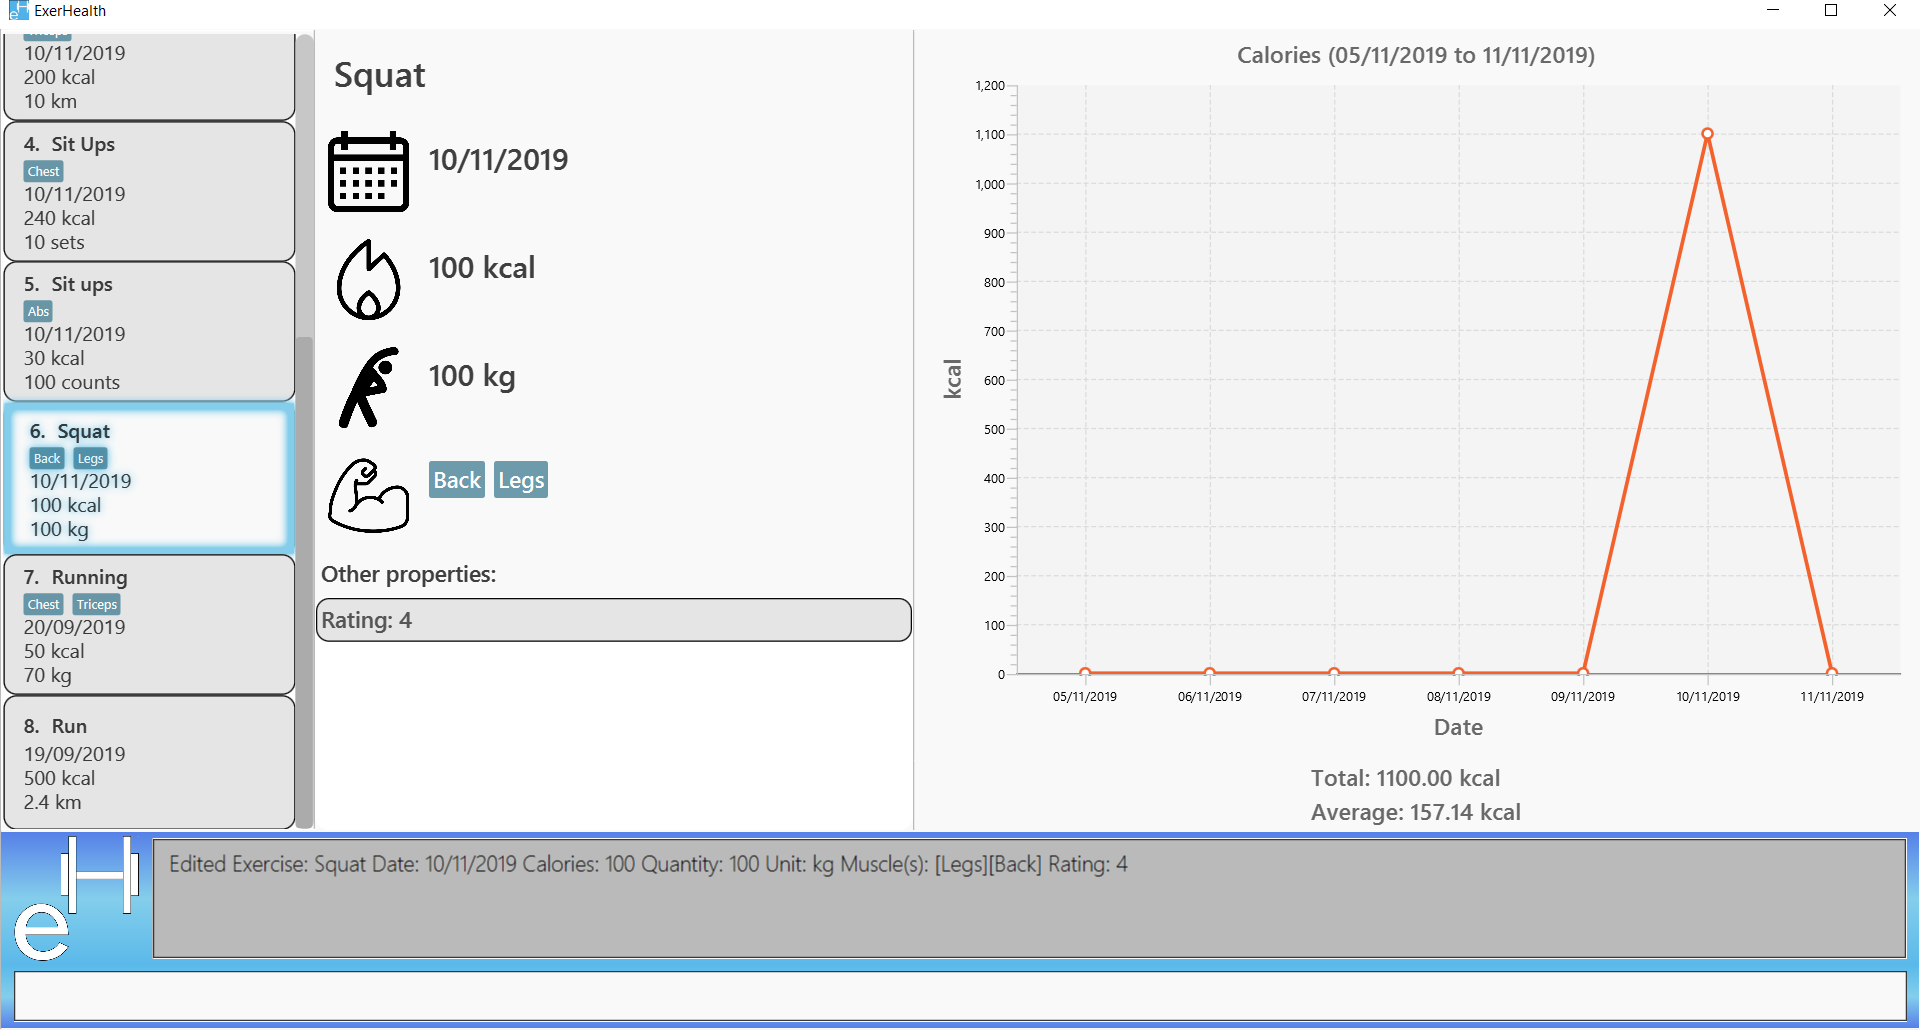 ExerHealth
10/11/2019
200 kcal
10 km
4. Sit Ups
Chest
10/11/2019
240 kcal
10 sets
5. Sit ups
Abs
10/11/2019
30 kcal
100 counts
6. Squat
Back Legs
10/11/2019
100 kcal
100 kg
7. Running
Chest Triceps
20/09/2019
50 kcal
70 kg
8. Run
19/09/2019
500 kcal
2.4 km
Squat
10/11/2019
100 kcal
100 kg
Back Legs
Other properties:
Rating: 4
Calories (05/11/2019 to 11/11/2019)
1,200
1,100
1,000
900
800
700
600
500
400
300
200
100
0
kcal
05/11/2019 06/11/2019 07/11/2019 08/11/2019 09/11/2019 10/11/2019 11/11/2019
Date
Total: 1100.00 kcal
Average: 157.14 kcal
eH
Edited Exercise: Squat Date: 10/11/2019 Calories: 100 Quantity: 100 Unit: kg Muscle(s): [Legs][Back] Rating: 4